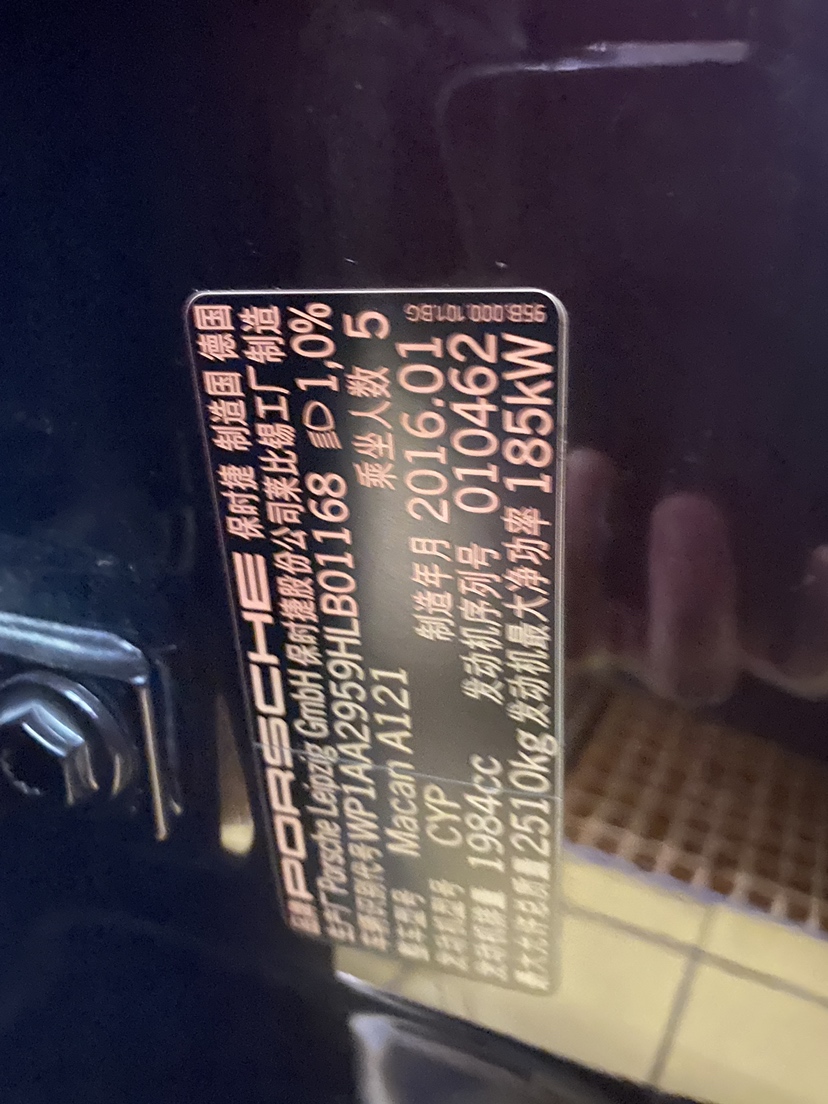 品牌 PORSCHE 保时捷 制造国 德国
生产厂 Porsche Leipzig GmbH 保时捷股份公司莱比锡工厂 制造
车辆识别代号 WP1AA2959HLB01168 1,0%
整车型号 Macan A121 乘坐人数 5
发动机型号 CYP 制造年月 2016.01
发动机排量 1984cc 发动机序列号 010462
最大允许总质量 2510kg 发动机最大净功率 185kW
95B.000.101.BG